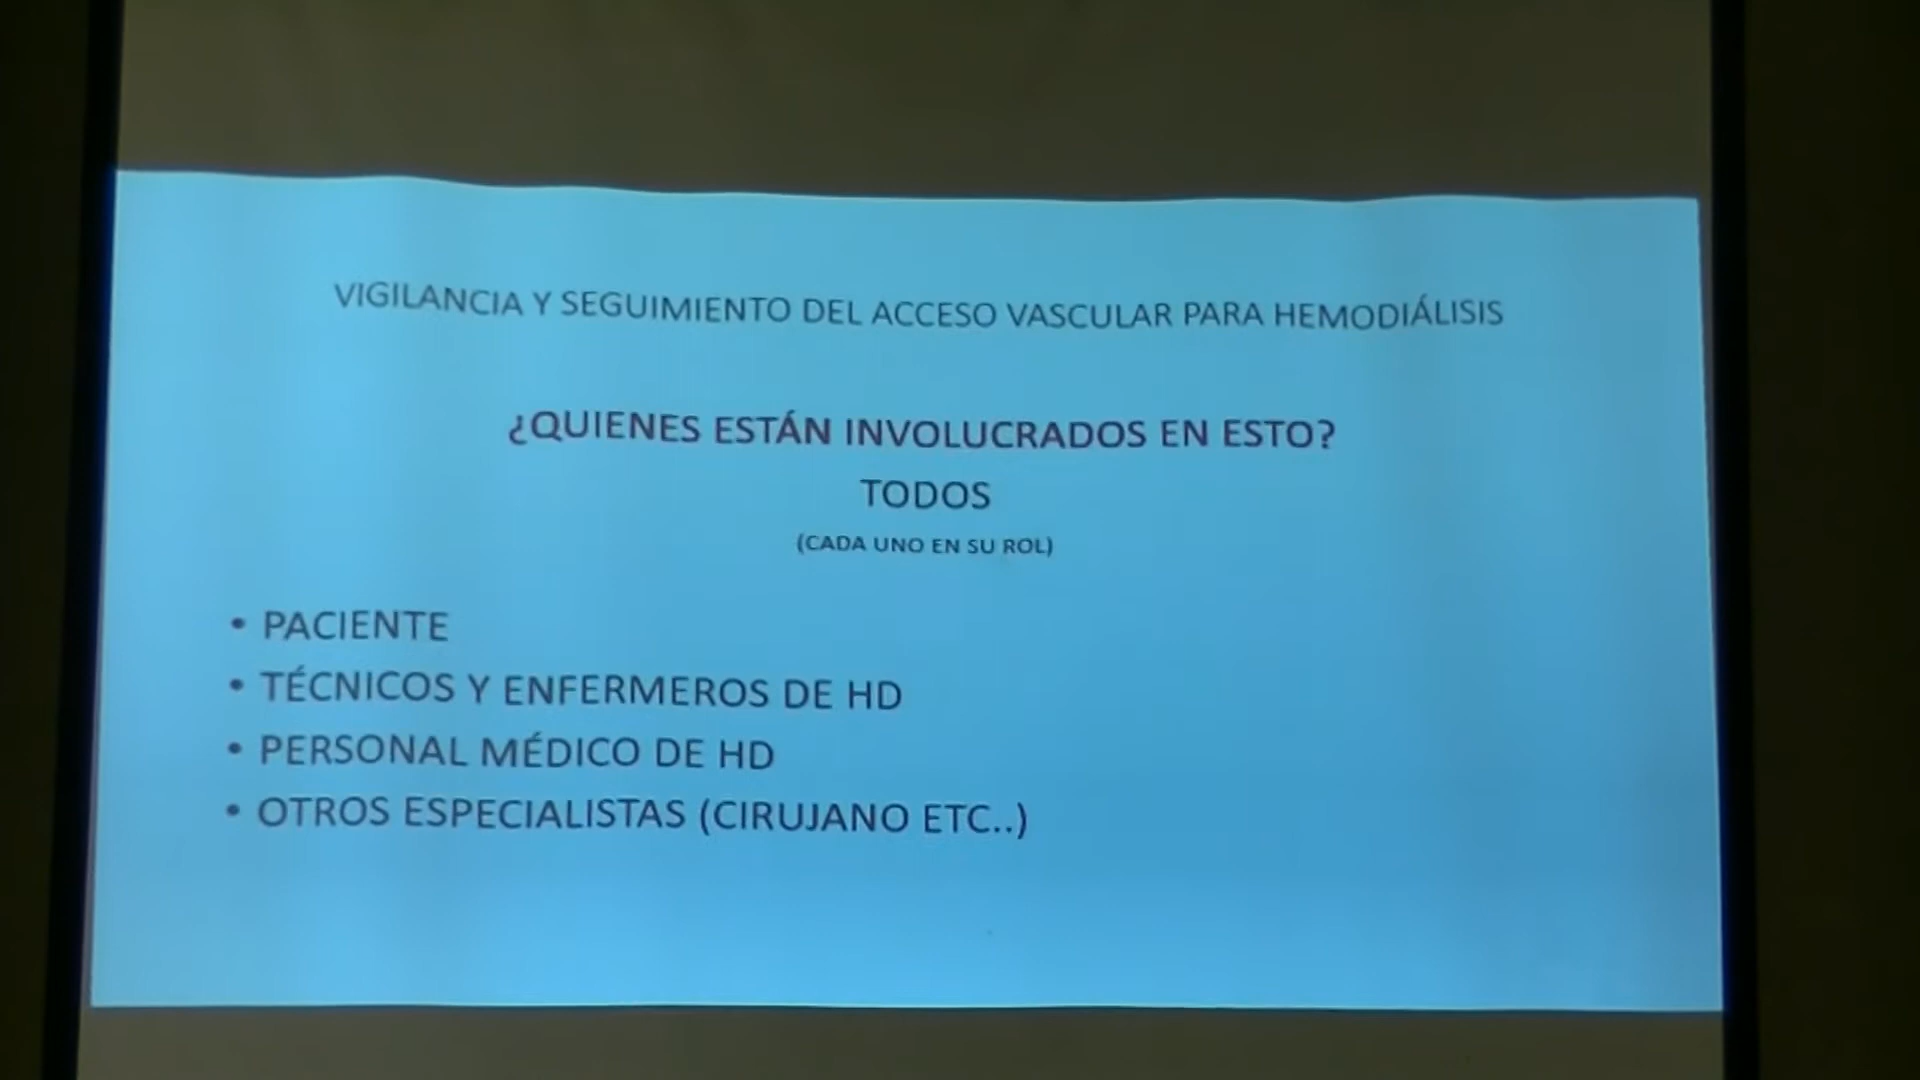 VIGILANCIA Y SEGUIMIENTO DEL ACCESO VASCULAR PARA HEMODIÁLISIS
¿QUIENES ESTÁN INVOLUCRADOS EN ESTO?
TODOS
(CADA UNO EN SU ROL)
• PACIENTE
• TÉCNICOS Y ENFERMEROS DE HD
• PERSONAL MÉDICO DE HD
• OTROS ESPECIALISTAS (CIRUJANO ETC..)